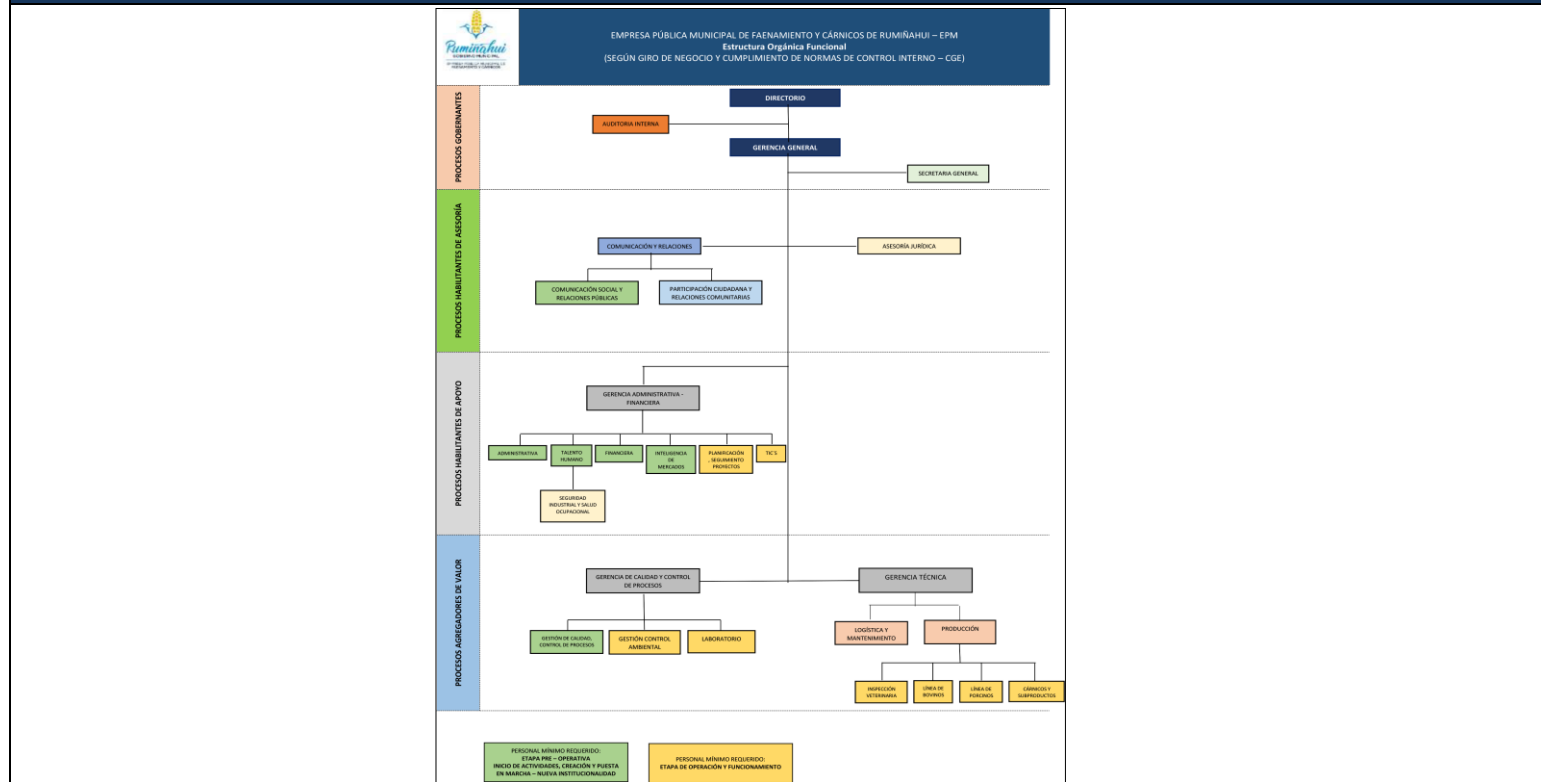 Rumiñahui
GOBIERNO MUNICIPAL
EMPRESA PÚBLICA MUNICIPAL DE FAENAMIENTO Y CÁRNICOS DE RUMIÑAHUI – EPM
Estructura Orgánica Funcional
(SEGÚN GIRO DE NEGOCIO Y CUMPLIMIENTO DE NORMAS DE CONTROL INTERNO – CGE)
PROCESOS GOBERNANTES
DIRECTORIO
AUDITORIA INTERNA
GERENCIA GENERAL
SECRETARIA GENERAL
PROCESOS HABILITANTES DE ASESORÍA
COMUNICACIÓN Y RELACIONES
ASESORÍA JURÍDICA
COMUNICACIÓN SOCIAL Y
RELACIONES PÚBLICAS
PARTICIPACIÓN CIUDADANA Y
RELACIONES COMUNITARIAS
PROCESOS HABILITANTES DE APOYO
GERENCIA ADMINISTRATIVA -
FINANCIERA
ADMINISTRATIVA
TALENTO
HUMANO
FINANCIERA
INTELIGENCIA
DE
MERCADOS
PLANIFICACIÓN
, SEGUIMIENTO
PROYECTOS
TIC'S
SEGURIDAD
INDUSTRIAL Y SALUD
OCUPACIONAL
PROCESOS AGREGADORES DE VALOR
GERENCIA DE CALIDAD Y CONTROL
DE PROCESOS
GERENCIA TÉCNICA
GESTIÓN DE CALIDAD,
CONTROL DE PROCESOS
GESTIÓN CONTROL
AMBIENTAL
LABORATORIO
LOGÍSTICA Y
MANTENIMIENTO
PRODUCCIÓN
INSPECCIÓN
VETERINARIA
LÍNEA DE
BOVINOS
LÍNEA DE
PORCINOS
CÁRNICOS Y
SUBPRODUCTOS
PERSONAL MÍNIMO REQUERIDO:
ETAPA PRE – OPERATIVA
INICIO DE ACTIVIDADES, CREACIÓN Y PUESTA
EN MARCHA – NUEVA INSTITUCIONALIDAD
PERSONAL MÍNIMO REQUERIDO:
ETAPA DE OPERACIÓN Y FUNCIONAMIENTO